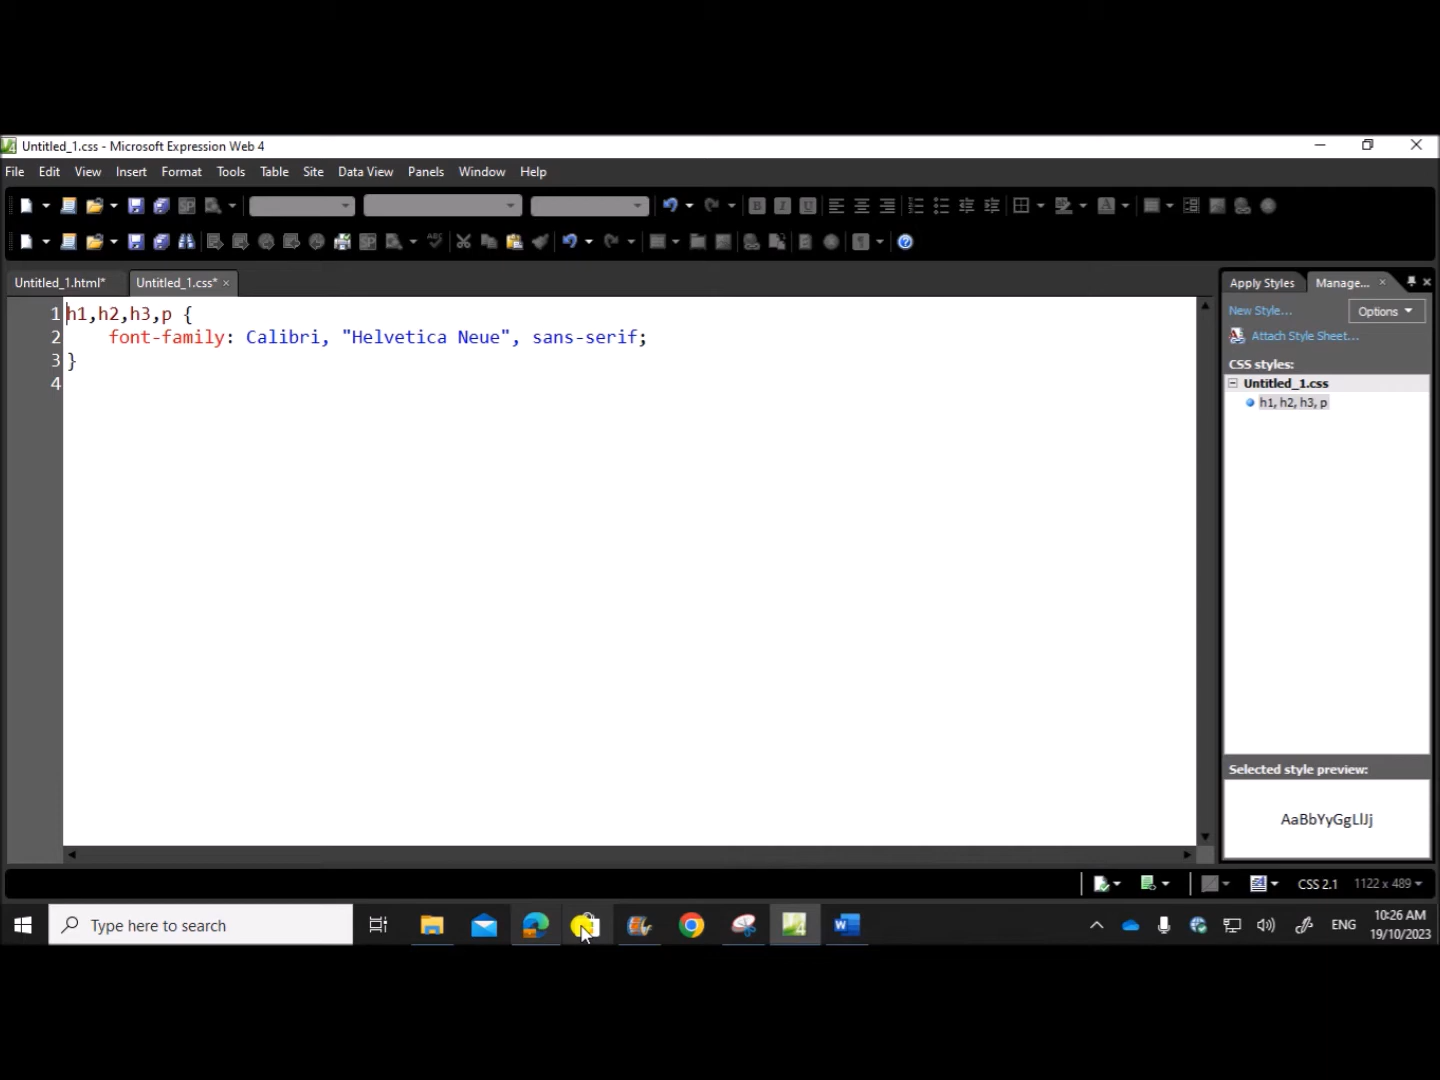 Untitled_1.css - Microsoft Expression Web 4
File Edit View Insert Format Tools Table Site Data View Panels Window Help
Untitled_1.html* Untitled_1.css* ×
Apply Styles Manage... ×
1 h1,h2,h3,p {
2 font-family: Calibri, "Helvetica Neue", sans-serif;
3 }
4
New Style... Options
Attach Style Sheet...
CSS styles:
Untitled_1.css
h1, h2, h3, p
Selected style preview:
AaBbYyGgLlJj
CSS 2.1 1122 x 489
Type here to search
ENG
10:26 AM
19/10/2023